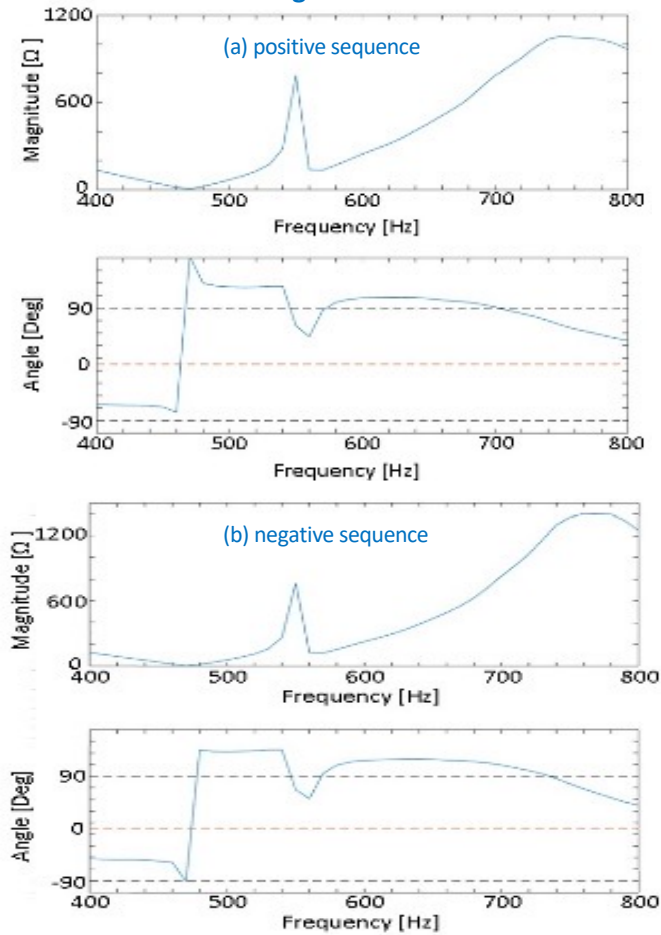 1200
(a) positive sequence
Magnitude [Ω]
600
0
400 500 600 700 800
Frequency [Hz]
Angle [Deg]
90
0
-90
400 500 600 700 800
Frequency [Hz]
(b) negative sequence
Magnitude [Ω]
1200
600
0
400 500 600 700 800
Frequency [Hz]
Angle [Deg]
90
0
-90
400 500 600 700 800
Frequency [Hz]